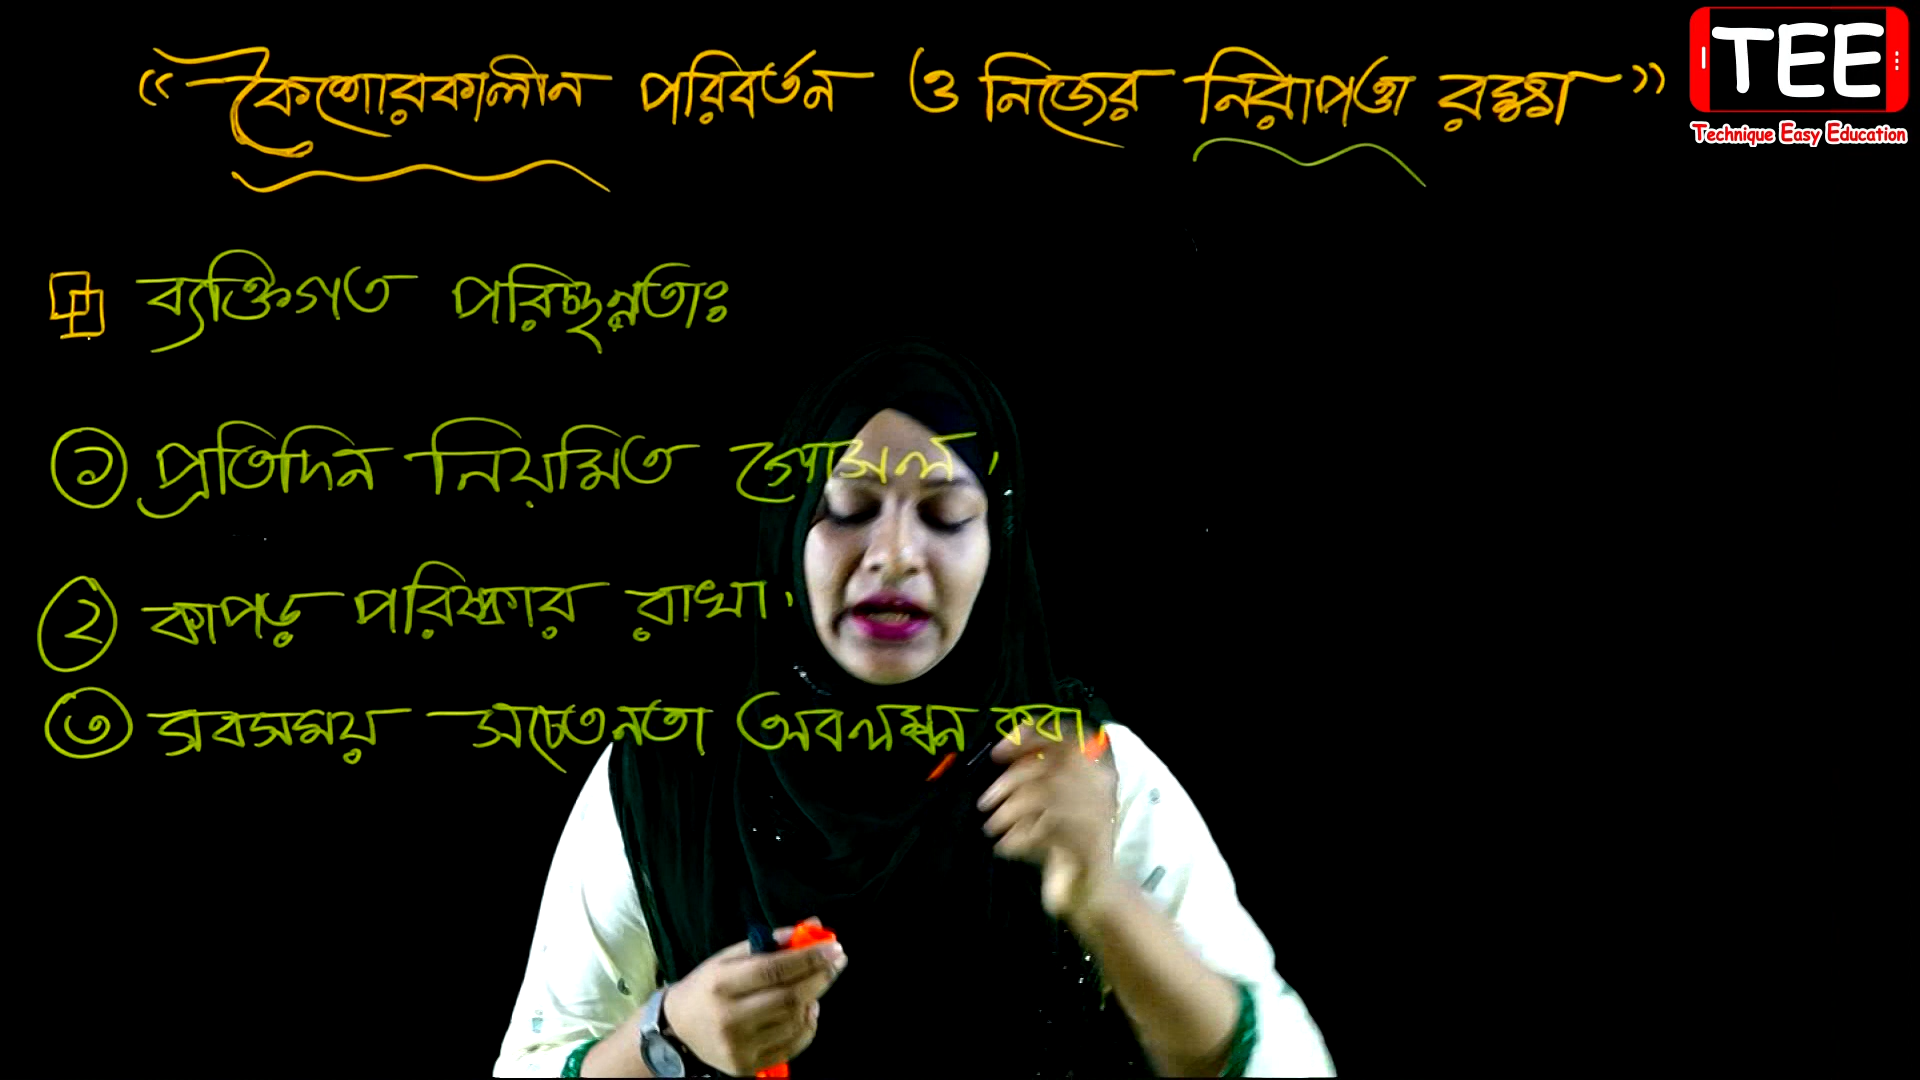 "কৈশোরকালীন পরিবর্তন ও নিজের নিরাপত্তা রক্ষা"
TEE
Technique Easy Education
ব্যক্তিগত পরিচ্ছন্নতাঃ
১ প্রতিদিন নিয়মিত গোসল,
২ কাপড় পরিষ্কার রাখা,
৩ সবসময় সচেতনতা অবলম্বন করা,